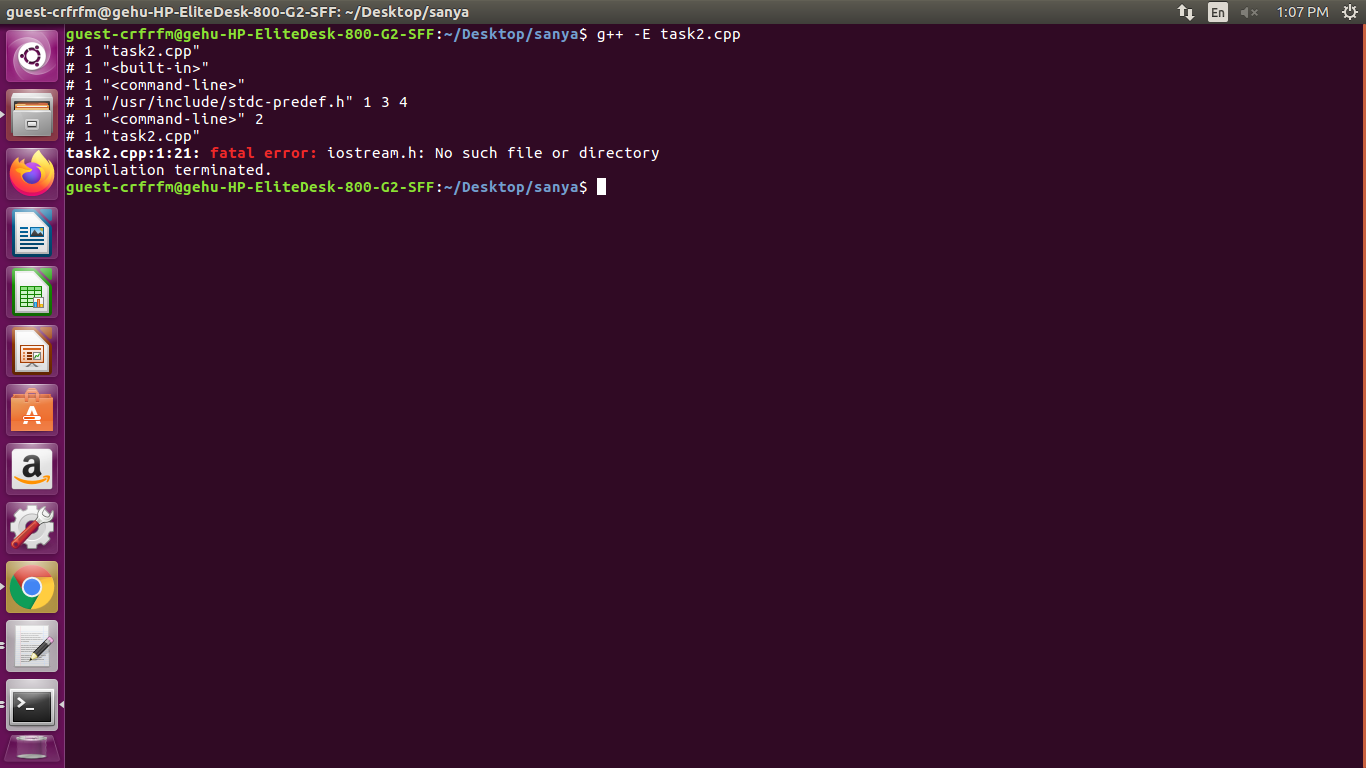 guest-crfrfm@gehu-HP-EliteDesk-800-G2-SFF: ~/Desktop/sanya
En
1:07 PM
guest-crfrfm@gehu-HP-EliteDesk-800-G2-SFF:~/Desktop/sanya$ g++ -E task2.cpp
# 1 "task2.cpp"
# 1 "<built-in>"
# 1 "<command-line>"
# 1 "/usr/include/stdc-predef.h" 1 3 4
# 1 "<command-line>" 2
# 1 "task2.cpp"
task2.cpp:1:21: fatal error: iostream.h: No such file or directory
compilation terminated.
guest-crfrfm@gehu-HP-EliteDesk-800-G2-SFF:~/Desktop/sanya$